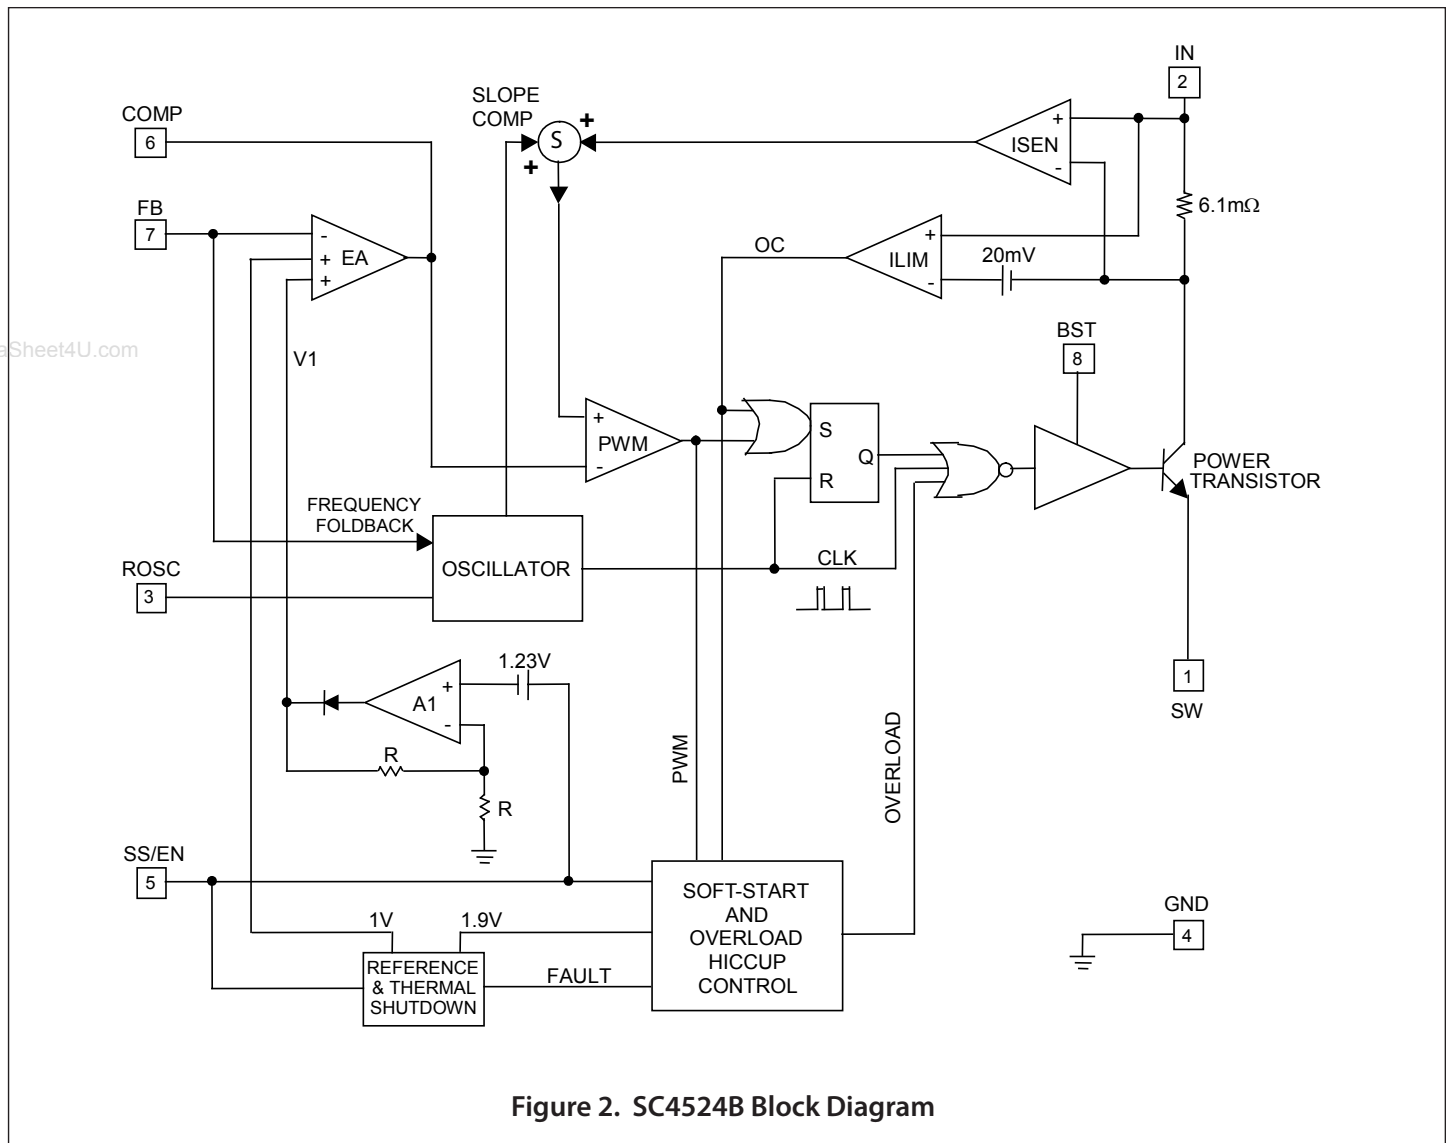 IN
2
SLOPE
COMP
COMP
6
+
S
+
ISEN
+
-
FB
7
6.1mΩ
-
+
+
EA
OC
ILIM
+
-
20mV
BST
8
aSheet4U.com
V1
+
-
PWM
S
R
Q
POWER
TRANSISTOR
FREQUENCY
FOLDBACK
ROSC
3
OSCILLATOR
CLK
1.23V
A1
+
-
1
SW
R
R
PWM
OVERLOAD
SS/EN
5
SOFT-START
AND
OVERLOAD
HICCUP
CONTROL
1V
1.9V
REFERENCE
& THERMAL
SHUTDOWN
FAULT
GND
4
Figure 2. SC4524B Block Diagram